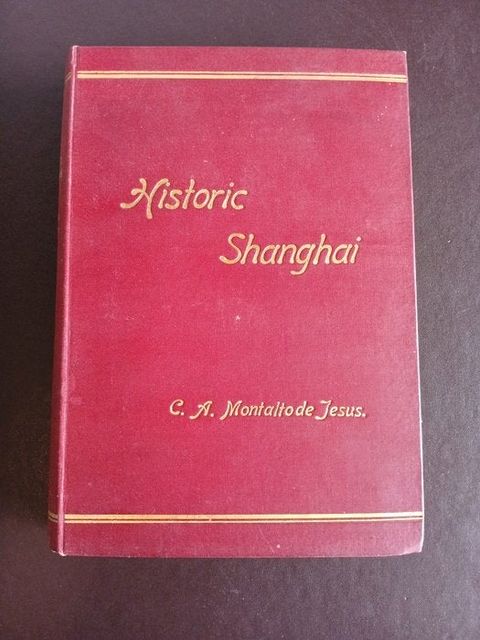 Historic
Shanghai
C. A. Montalto de Jesus.